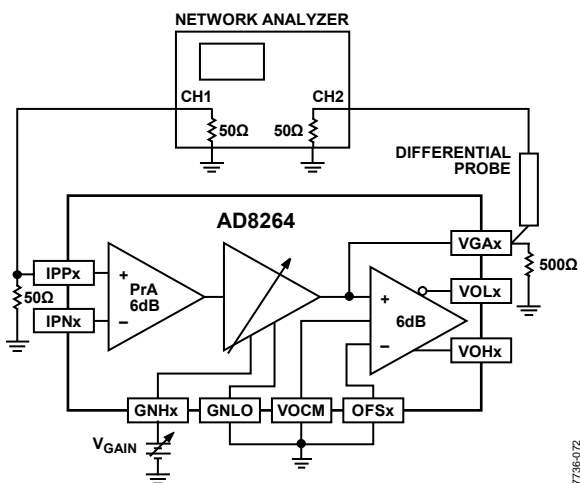 NETWORK ANALYZER
CH1
CH2
50Ω
50Ω
DIFFERENTIAL
PROBE
AD8264
VGAx
IPPx
+
PrA
6dB
–
50Ω
IPNx
+
6dB
–
500Ω
VOLx
VOHx
GNHx
GNLO
VOCM
OFSx
VGAIN
7736-072